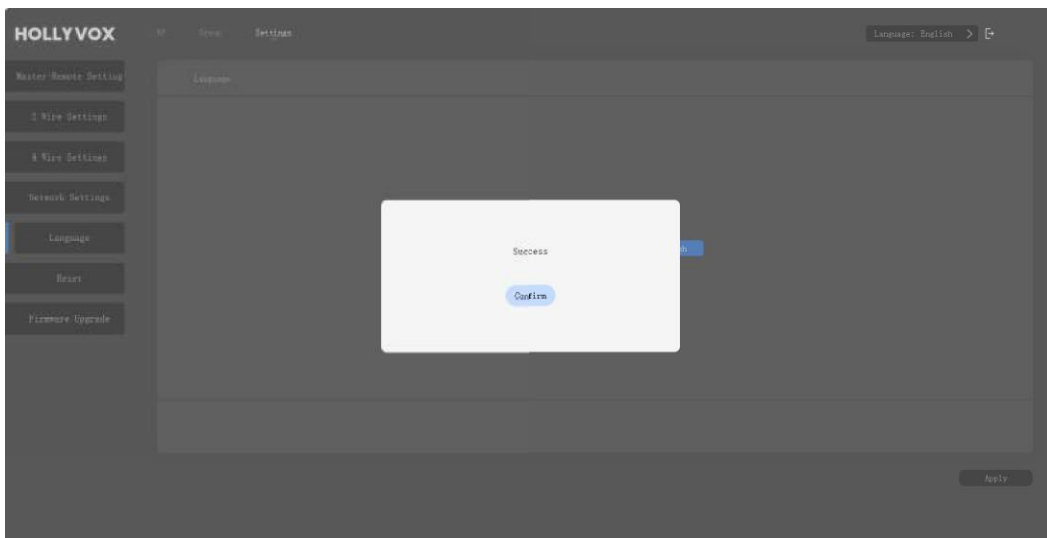 HOLLYVOX
Settings
Language: English
Master Remote Setting
Language
2 Wire Settings
4 Wire Settings
Network Settings
Language
Success
Confirm
Reset
Firmware Upgrade
Apply